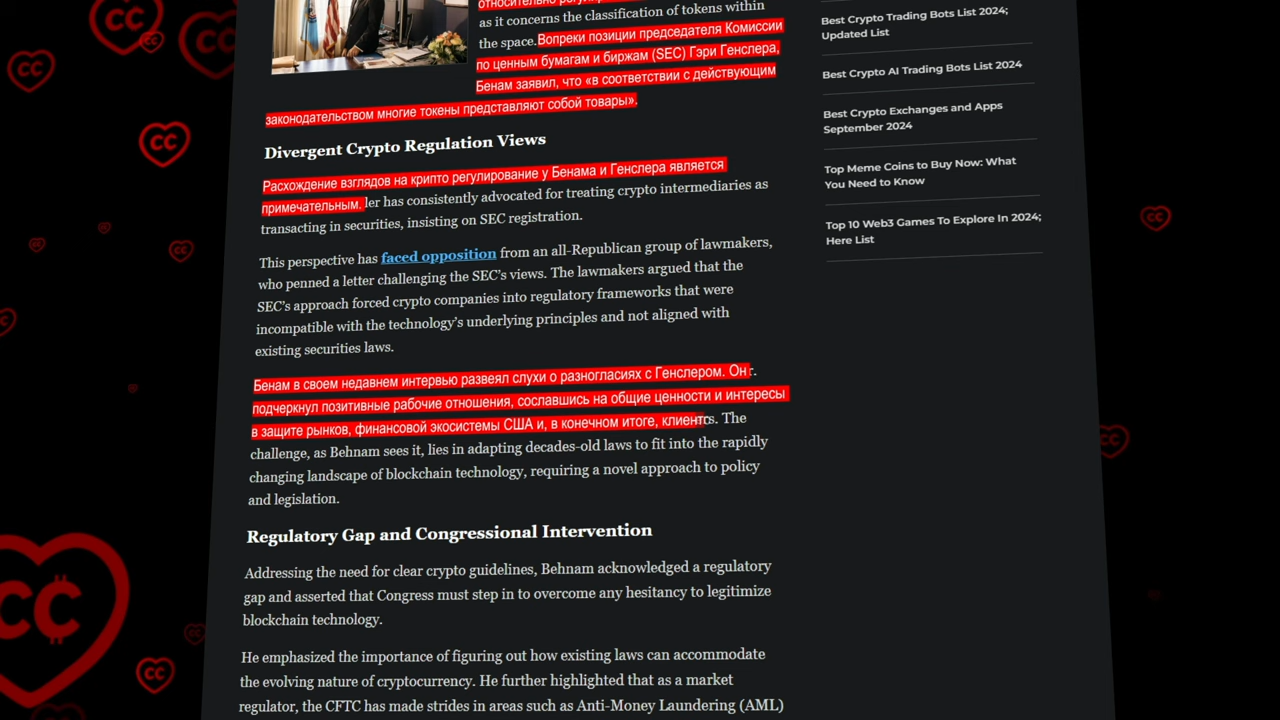 as it concerns the classification of tokens within
the space. Вопреки позиции председателя Комиссии
по ценным бумагам и биржам (SEC) Гэри Генслера,
Бенам заявил, что «в соответствии с действующим
законодательством многие токены представляют собой товары».
Divergent Crypto Regulation Views
Расхождение взглядов на крипто регулирование у Бенама и Генслера является
примечательным. ler has consistently advocated for treating crypto intermediaries as
transacting in securities, insisting on SEC registration.
This perspective has faced opposition from an all-Republican group of lawmakers,
who penned a letter challenging the SEC's views. The lawmakers argued that the
SEC's approach forced crypto companies into regulatory frameworks that were
incompatible with the technology's underlying principles and not aligned with
existing securities laws.
Бенам в своем недавнем интервью развеял слухи о разногласиях с Генслером. Он
подчеркнул позитивные рабочие отношения, сославшись на общие ценности и интересы
в защите рынков, финансовой экосистемы США и, в конечном итоге, The
challenge, as Behnam sees it, lies in adapting decades-old laws to fit into the rapidly
changing landscape of blockchain technology, requiring a novel approach to policy
and legislation.
Regulatory Gap and Congressional Intervention
Addressing the need for clear crypto guidelines, Behnam acknowledged a regulatory
gap and asserted that Congress must step in to overcome any hesitancy to legitimize
blockchain technology.
He emphasized the importance of figuring out how existing laws can accommodate
the evolving nature of cryptocurrency. He further highlighted that as a market
regulator, the CFTC has made strides in areas such as Anti-Money Laundering (AML)
Best Crypto Trading Bots List 2024;
Updated List
Best Crypto AI Trading Bots List 2024
Best Crypto Exchanges and Apps
September 2024
Top Meme Coins to Buy Now: What
You Need to Know
Top 10 Web3 Games To Explore In 2024;
Here List